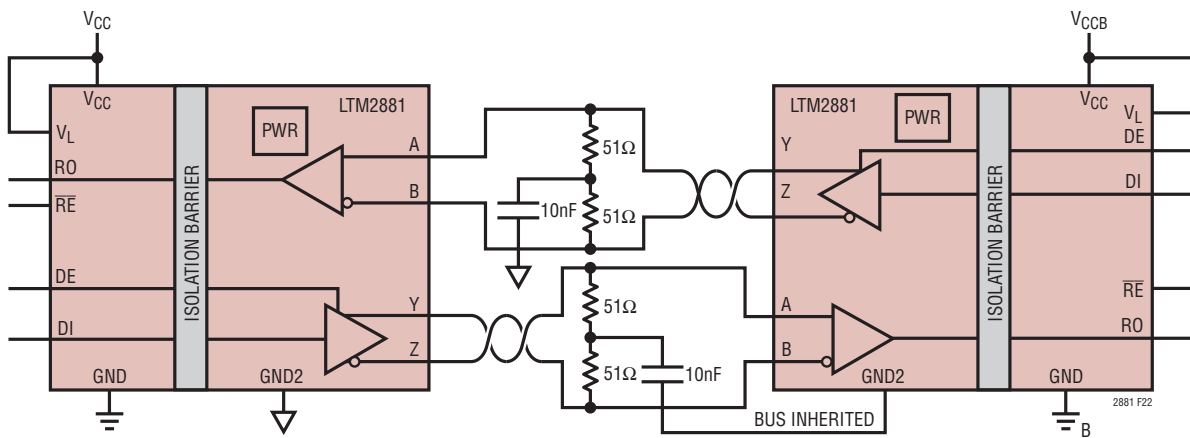 VCC
VCCB
VCC
LTM2881
LTM2881
VCC
PWR
PWR
VL
VL
51Ω
A
Y
DE
RO
ISOLATION BARRIER
ISOLATION BARRIER
B
Z
DI
RE
10nF
51Ω
DE
Y
51Ω
A
RE
DI
Z
B
RO
51Ω
10nF
GND
GND2
GND2
GND
BUS INHERITED
2881 F22
B